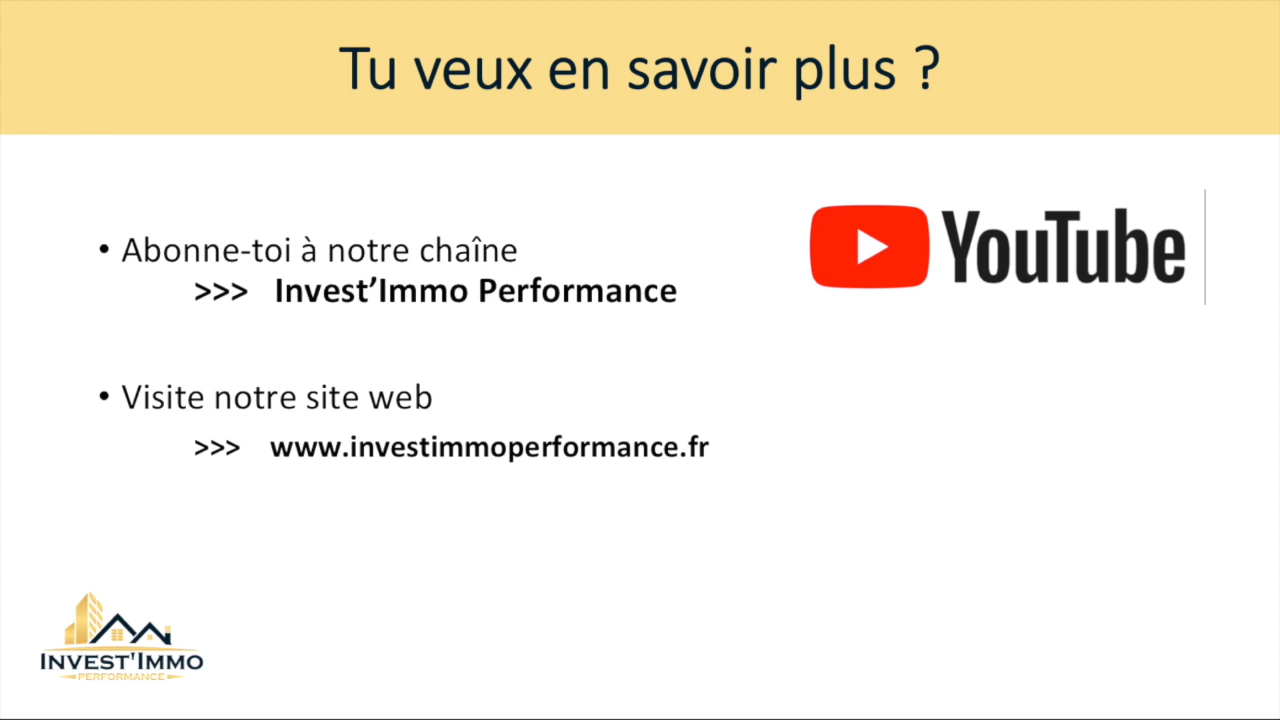 Tu veux en savoir plus ?
• Abonne-toi à notre chaîne
>>> Invest’Immo Performance
YouTube
• Visite notre site web
>>> www.investimmoperformance.fr
INVEST'IMMO
PERFORMANCE